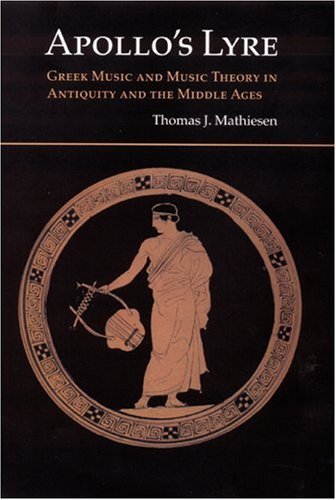 APOLLO'S LYRE
GREEK MUSIC AND MUSIC THEORY IN
ANTIQUITY AND THE MIDDLE AGES
Thomas J. Mathiesen